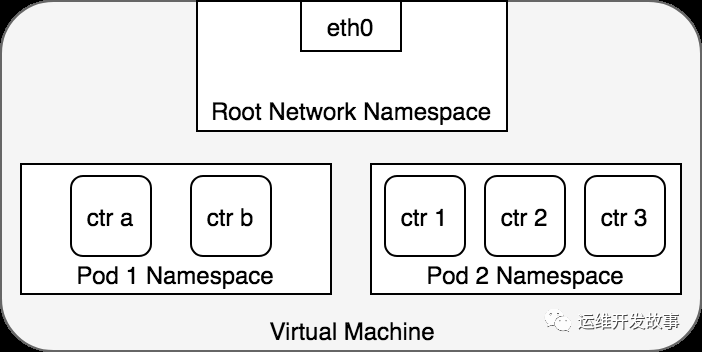 eth0
Root Network Namespace
ctr a
ctr b
Pod 1 Namespace
ctr 1
ctr 2
ctr 3
Pod 2 Namespace
Virtual Machine
运维开发故事